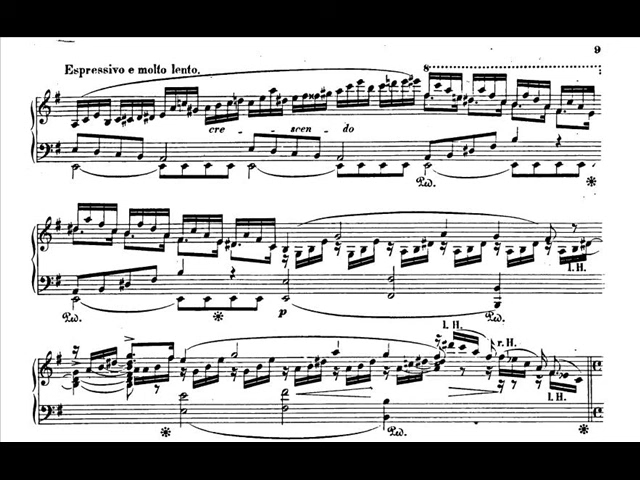 9
Espressivo e molto lento.
8
cre - scen - do
Ped.
Ped.
p
Ped.
l. H.
l. H.
r. H.
l. H.
Ped.